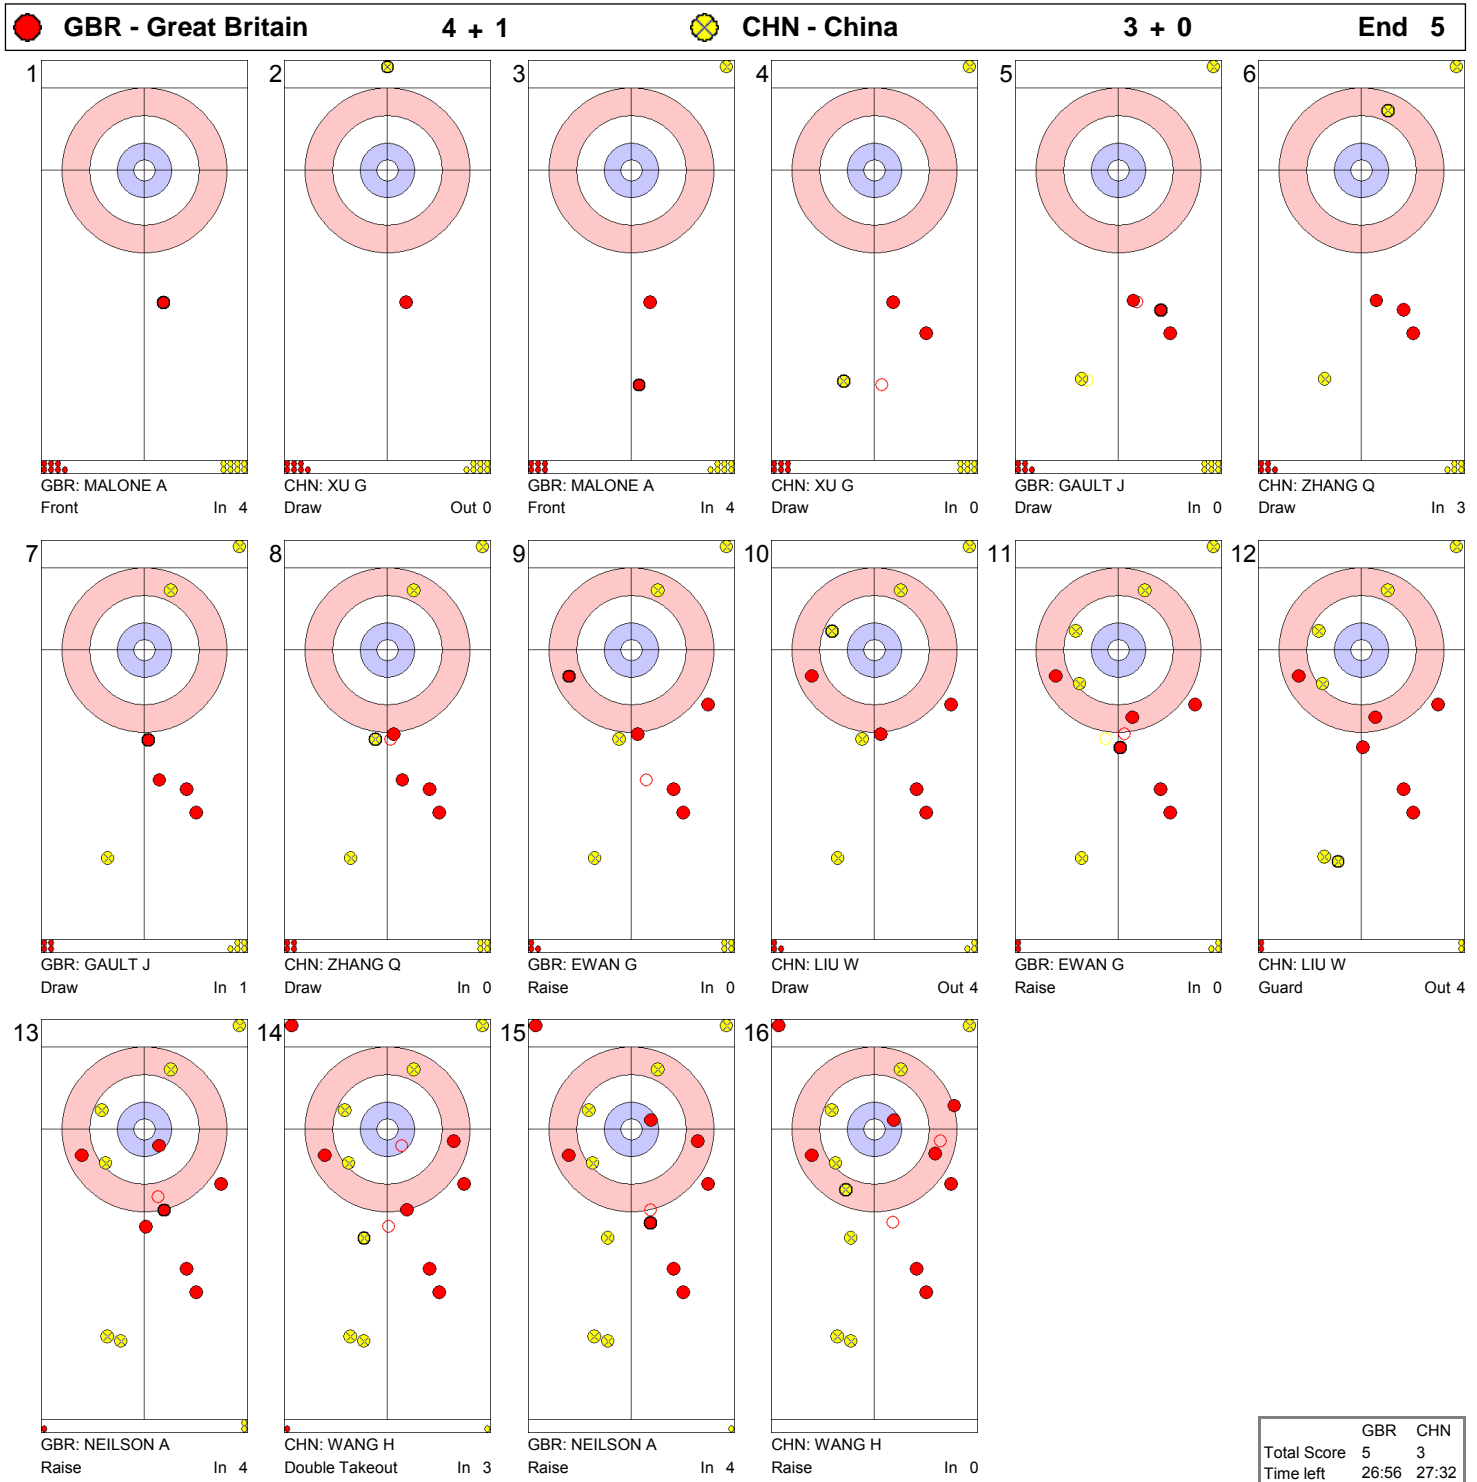 GBR - Great Britain 4 + 1 CHN - China 3 + 0 End 5
1 2 3 4 5 6
GBR: MALONE A CHN: XU G GBR: MALONE A CHN: XU G GBR: GAULT J CHN: ZHANG Q
Front In 4 Draw Out 0 Front In 4 Draw In 0 Draw In 0 Draw In 3
7 8 9 10 11 12
GBR: GAULT J CHN: ZHANG Q GBR: EWAN G CHN: LIU W GBR: EWAN G CHN: LIU W
Draw In 1 Draw In 0 Raise In 0 Draw Out 4 Raise In 0 Guard Out 4
13 14 15 16
GBR: NEILSON A CHN: WANG H GBR: NEILSON A CHN: WANG H
Raise In 4 Double Takeout In 3 Raise In 4 Raise In 0
GBR CHN
Total Score 5 3
Time left 26:56 27:32